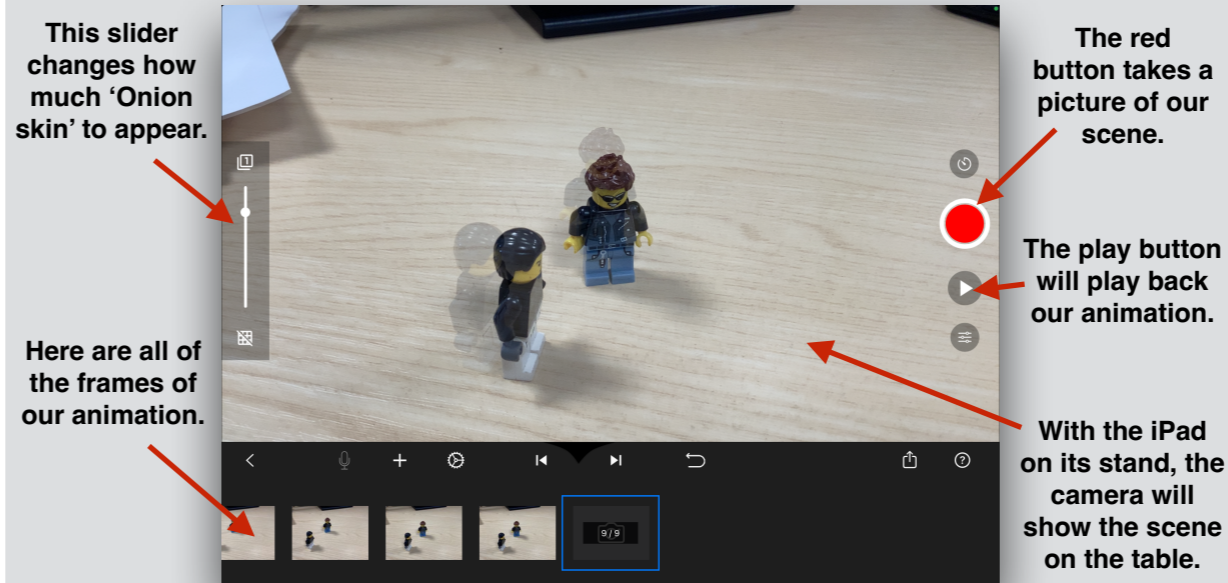 This slider
changes how
much ‘Onion
skin’ to appear.
Here are all of
the frames of
our animation.
1
9/9
The red
button takes a
picture of our
scene.
The play button
will play back
our animation.
With the iPad
on its stand, the
camera will
show the scene
on the table.